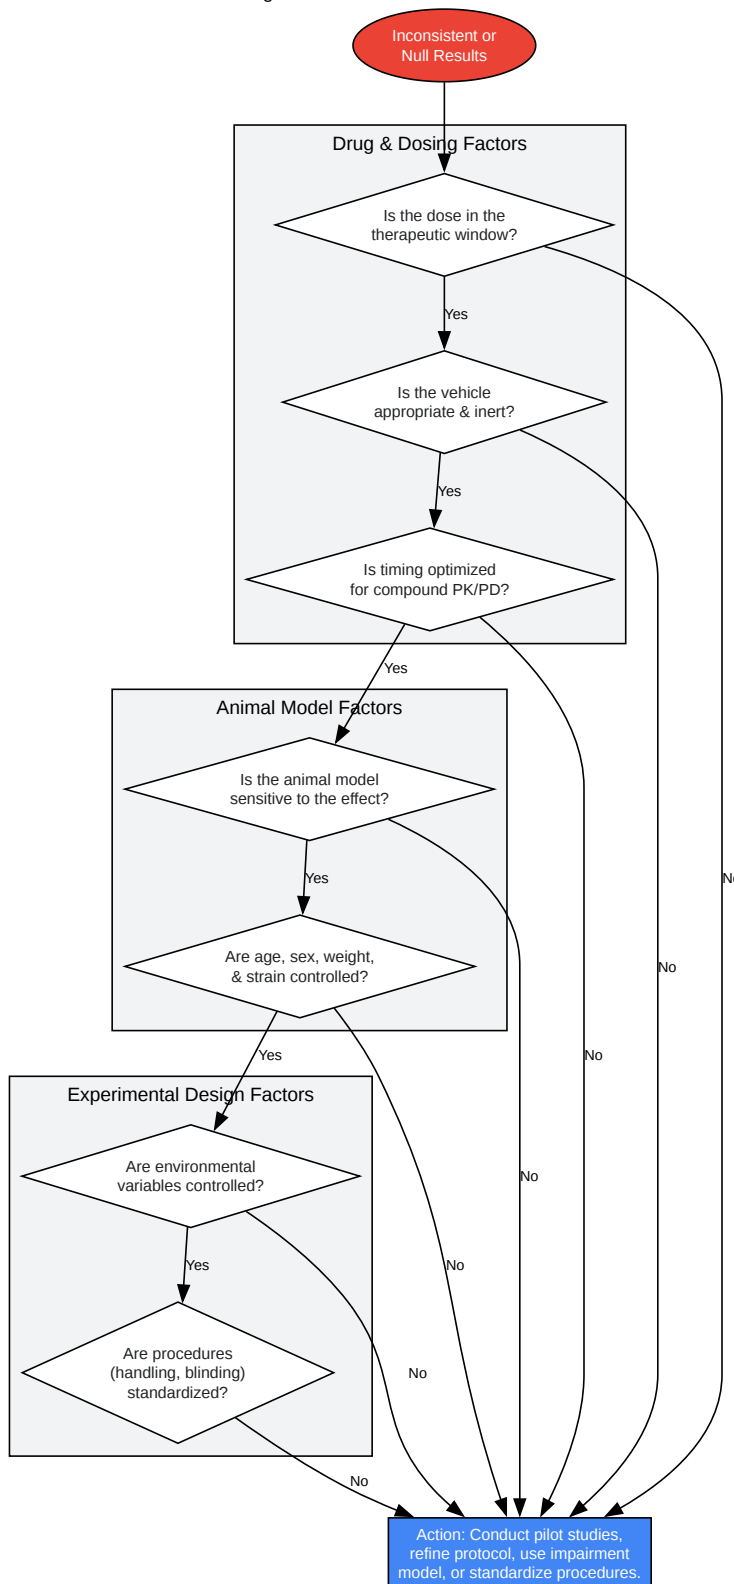 Inconsistent or
Null Results
Drug & Dosing Factors
Is the dose in the
therapeutic window?
Yes
Is the vehicle
appropriate & inert?
Yes
Is timing optimized
for compound PK/PD?
Yes
Animal Model Factors
Is the animal model
sensitive to the effect?
Yes
No
Are age, sex, weight,
& strain controlled?
No
Yes
No
Experimental Design Factors
Are environmental
variables controlled?
No
Yes
No
Are procedures
(handling, blinding)
standardized?
No
No
Action: Conduct pilot studies,
refine protocol, use impairment
model, or standardize procedures.